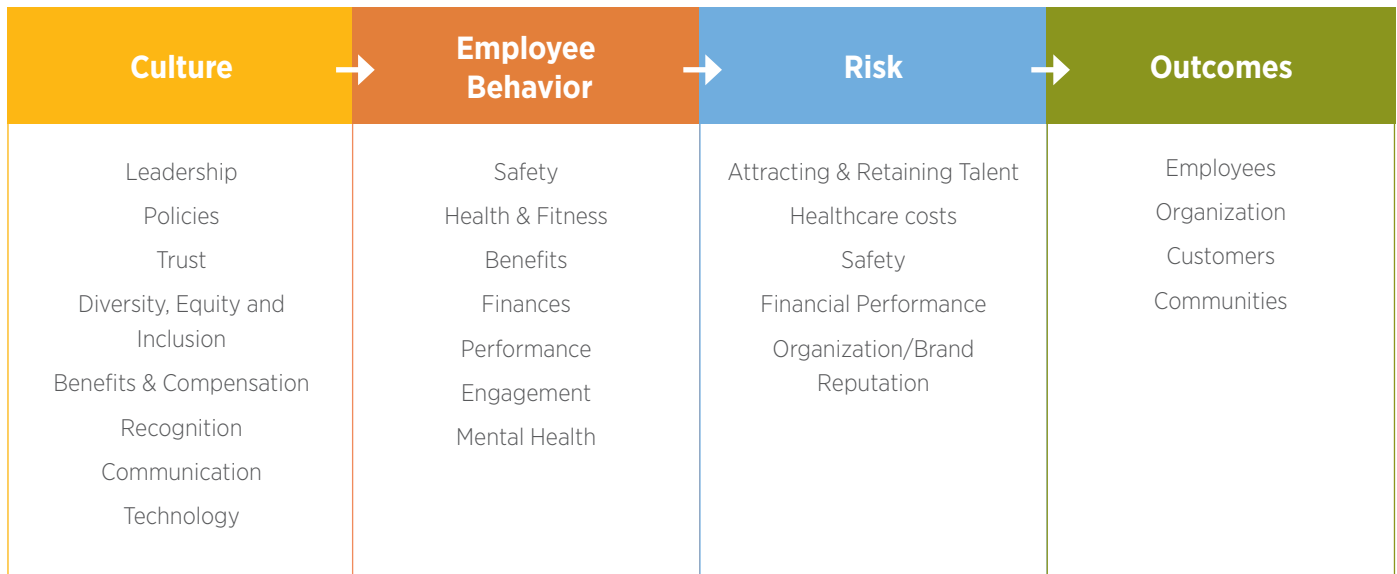 Culture
Employee
Behavior
Risk
Outcomes
Leadership
Policies
Trust
Diversity, Equity and
Inclusion
Benefits & Compensation
Recognition
Communication
Technology
Safety
Health & Fitness
Benefits
Finances
Performance
Engagement
Mental Health
Attracting & Retaining Talent
Healthcare costs
Safety
Financial Performance
Organization/Brand
Reputation
Employees
Organization
Customers
Communities